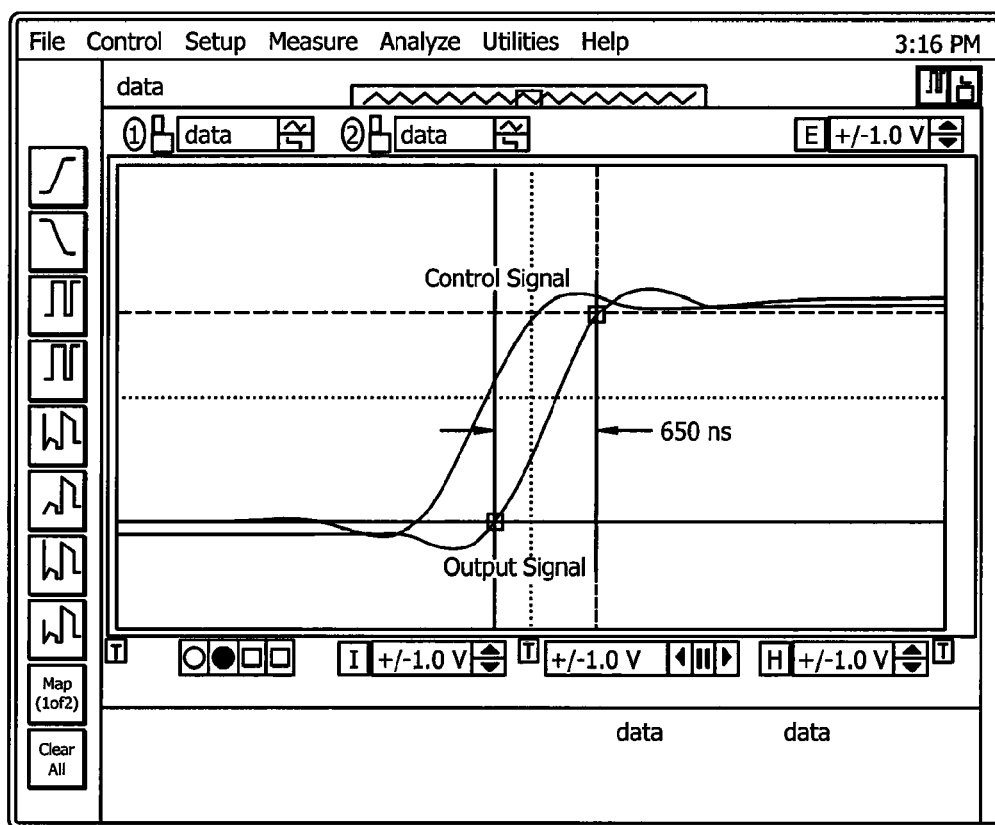 File Control Setup Measure Analyze Utilities Help 3:16 PM
data
1 data 2 data E +/-1.0 V
Control Signal
650 ns
Output Signal
T I +/-1.0 V T +/-1.0 V H +/-1.0 V T
Map
(1of2)
data data
Clear
All